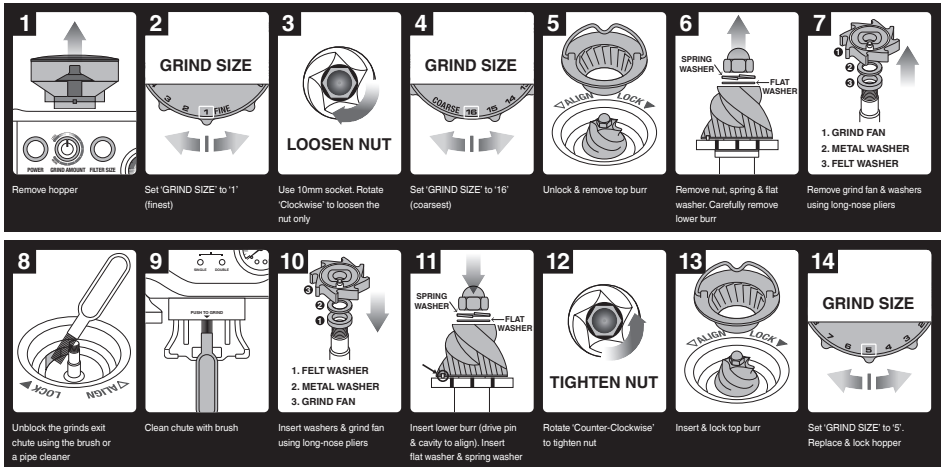 1
POWER GRIND AMOUNT FILTER SIZE
Remove hopper
2
GRIND SIZE
3 2 1 FINE
Set ‘GRIND SIZE’ to ‘1’
(finest)
3
LOOSEN NUT
Use 10mm socket. Rotate
‘Clockwise’ to loosen the
nut only
4
GRIND SIZE
COARSE 16 15 14
Set ‘GRIND SIZE’ to ‘16’
(coarsest)
5
ALIGN LOCK
Unlock & remove top burr
6
SPRING
WASHER
FLAT
WASHER
Remove nut, spring & flat
washer. Carefully remove
lower burr
7
1
2
3
1. GRIND FAN
2. METAL WASHER
3. FELT WASHER
Remove grind fan & washers
using long-nose pliers
8
LOCK ALIGN
Unblock the grinds exit
chute using the brush or
a pipe cleaner
9
SINGLE DOUBLE
PUSH TO GRIND
Clean chute with brush
10
3
2
1
1. FELT WASHER
2. METAL WASHER
3. GRIND FAN
Insert washers & grind fan
using long-nose pliers
11
SPRING
WASHER
FLAT
WASHER
Insert lower burr (drive pin
& cavity to align). Insert
flat washer & spring washer
12
TIGHTEN NUT
Rotate ‘Counter-Clockwise’
to tighten nut
13
ALIGN LOCK
Insert & lock top burr
14
GRIND SIZE
7 6 5 4 3
Set ‘GRIND SIZE’ to ‘5’.
Replace & lock hopper